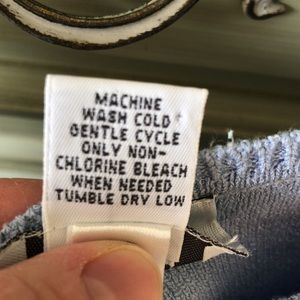 MACHINE
WASH COLD
GENTLE CYCLE
ONLY NON-
CHLORINE BLEACH
WHEN NEEDED
TUMBLE DRY LOW